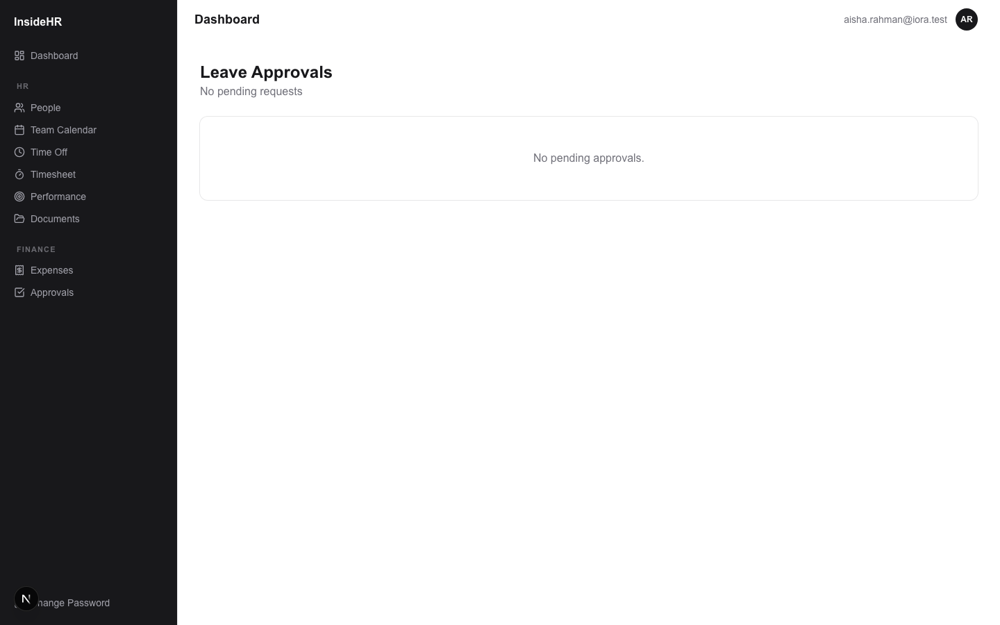 InsideHR
Dashboard
HR
People
Team Calendar
Time Off
Timesheet
Performance
Documents
FINANCE
Expenses
Approvals
N
hange Password
Dashboard
aisha.rahman@iora.test
AR
Leave Approvals
No pending requests
No pending approvals.